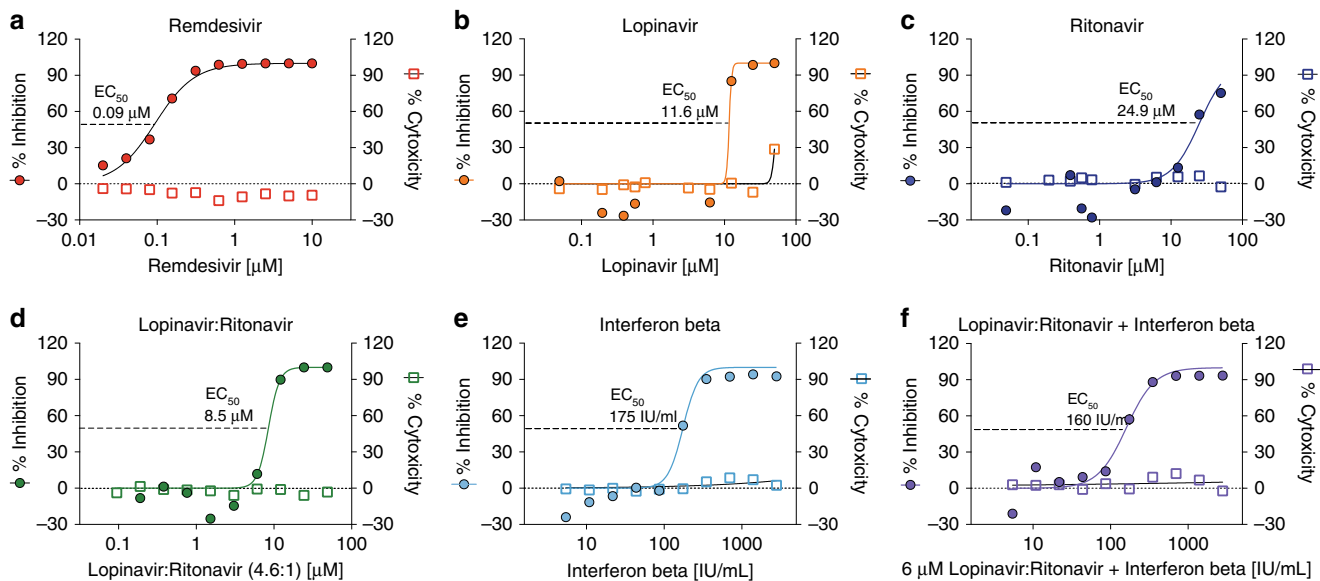 a
Remdesivir
120
90
60
30
0
–30
120
90
60
30
0
–30
% Inhibition
% Cytoxicity
EC50
0.09 µM
0.01
0.1
1
10
Remdesivir [µM]
b
Lopinavir
120
90
60
30
0
–30
120
90
60
30
0
–30
% Inhibition
% Cytoxicity
EC50
11.6 µM
0.1
1
10
100
Lopinavir [µM]
c
Ritonavir
120
90
60
30
0
–30
120
90
60
30
0
–30
% Inhibition
% Cytoxicity
EC50
24.9 µM
0.1
1
10
100
Ritonavir [µM]
d
Lopinavir:Ritonavir
120
90
60
30
0
–30
120
90
60
30
0
–30
% Inhibition
% Cytoxicity
EC50
8.5 µM
0.1
1
10
100
Lopinavir:Ritonavir (4.6:1) [µM]
e
Interferon beta
120
90
60
30
0
–30
120
90
60
30
0
–30
% Inhibition
% Cytoxicity
EC50
175 IU/ml
10
100
1000
Interferon beta [IU/mL]
f
Lopinavir:Ritonavir + Interferon beta
120
90
60
30
0
–30
120
90
60
30
0
–30
% Inhibition
% Cytoxicity
EC50
160 IU/m
10
100
1000
6 µM Lopinavir:Ritonavir + Interferon beta [IU/mL]